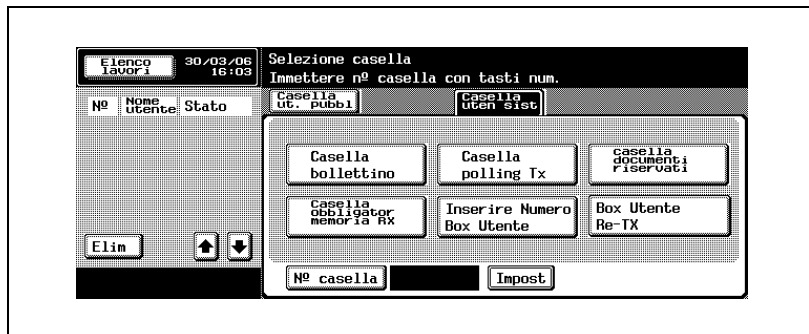 Elenco
lavori
30/03/06
16:03
Selezione casella
Immettere nº casella con tasti num.
Nº Nome utente Stato
Casella
ut. pubbl
Casella
uten sist
Casella
bollettino
Casella
polling Tx
casella
documenti
riservati
Casella
obbligator
memoria RX
Inserire Numero
Box Utente
Box Utente
Re-TX
Elim
Nº casella
Impost